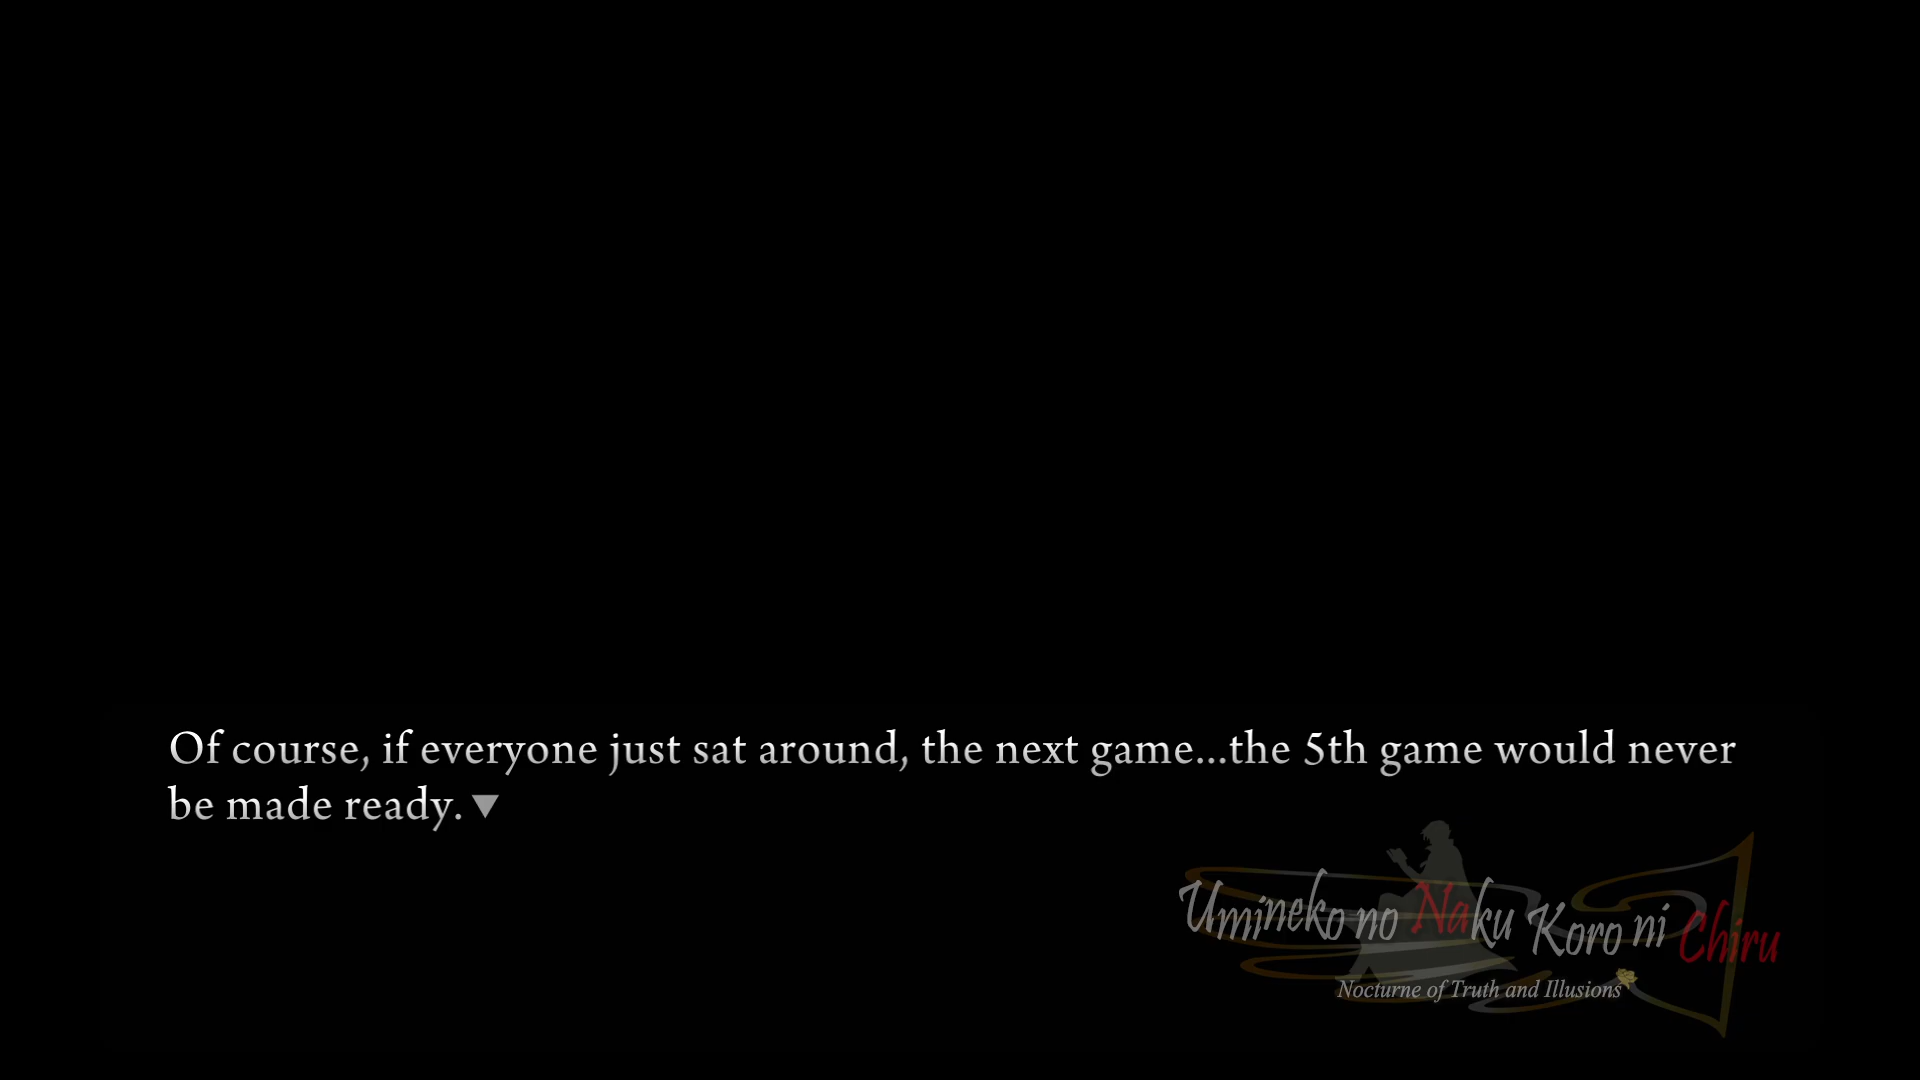 Of course, if everyone just sat around, the next game...the 5th game would never
be made ready.
Umineko no Naku Koro ni Chiru
Nocturne of Truth and Illusions